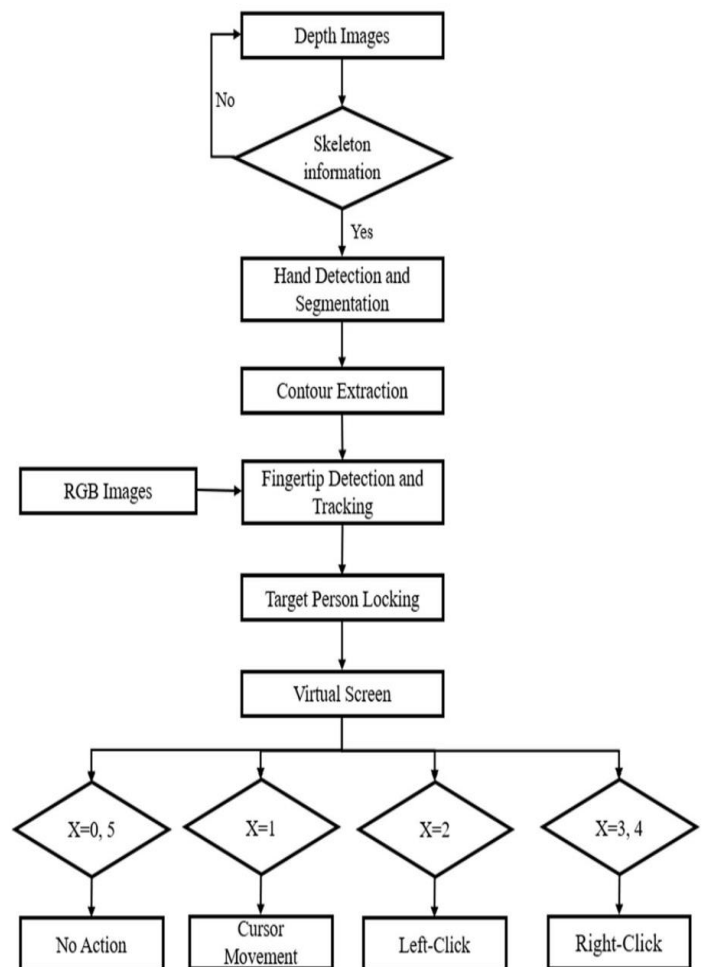 Depth Images
No
Skeleton
information
Yes
Hand Detection and
Segmentation
Contour Extraction
RGB Images
Fingertip Detection and
Tracking
Target Person Locking
Virtual Screen
X=0, 5
X=1
X=2
X=3, 4
No Action
Cursor
Movement
Left-Click
Right-Click